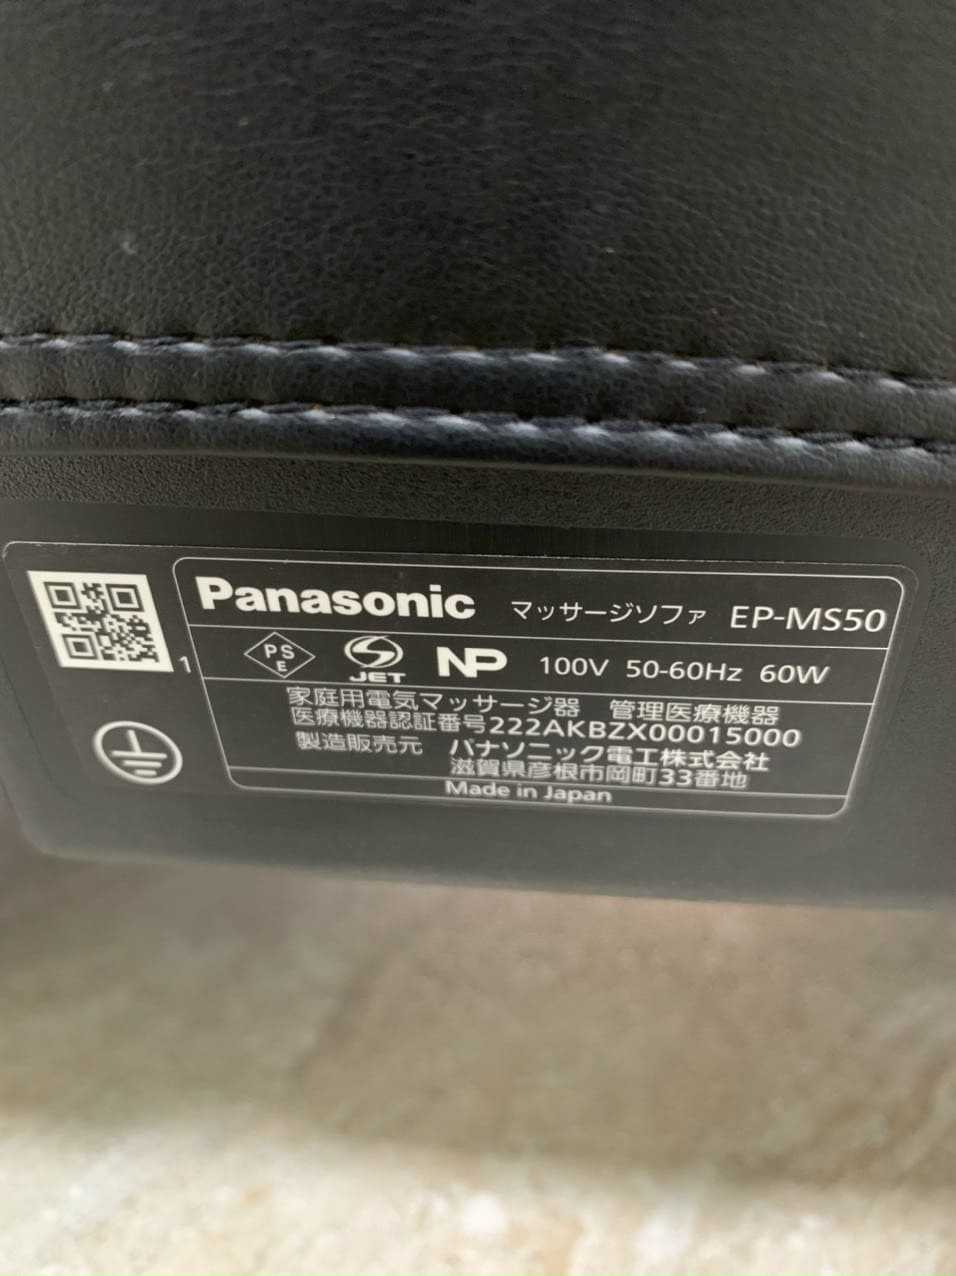 Panasonic マッサージソファ EP-MS50
PS E JET NP 100V 50-60Hz 60W
家庭用電気マッサージ器 管理医療機器
医療機器認証番号222AKBZX00015000
製造販売元 パナソニック電工株式会社
滋賀県彦根市岡町33番地
Made in Japan
1